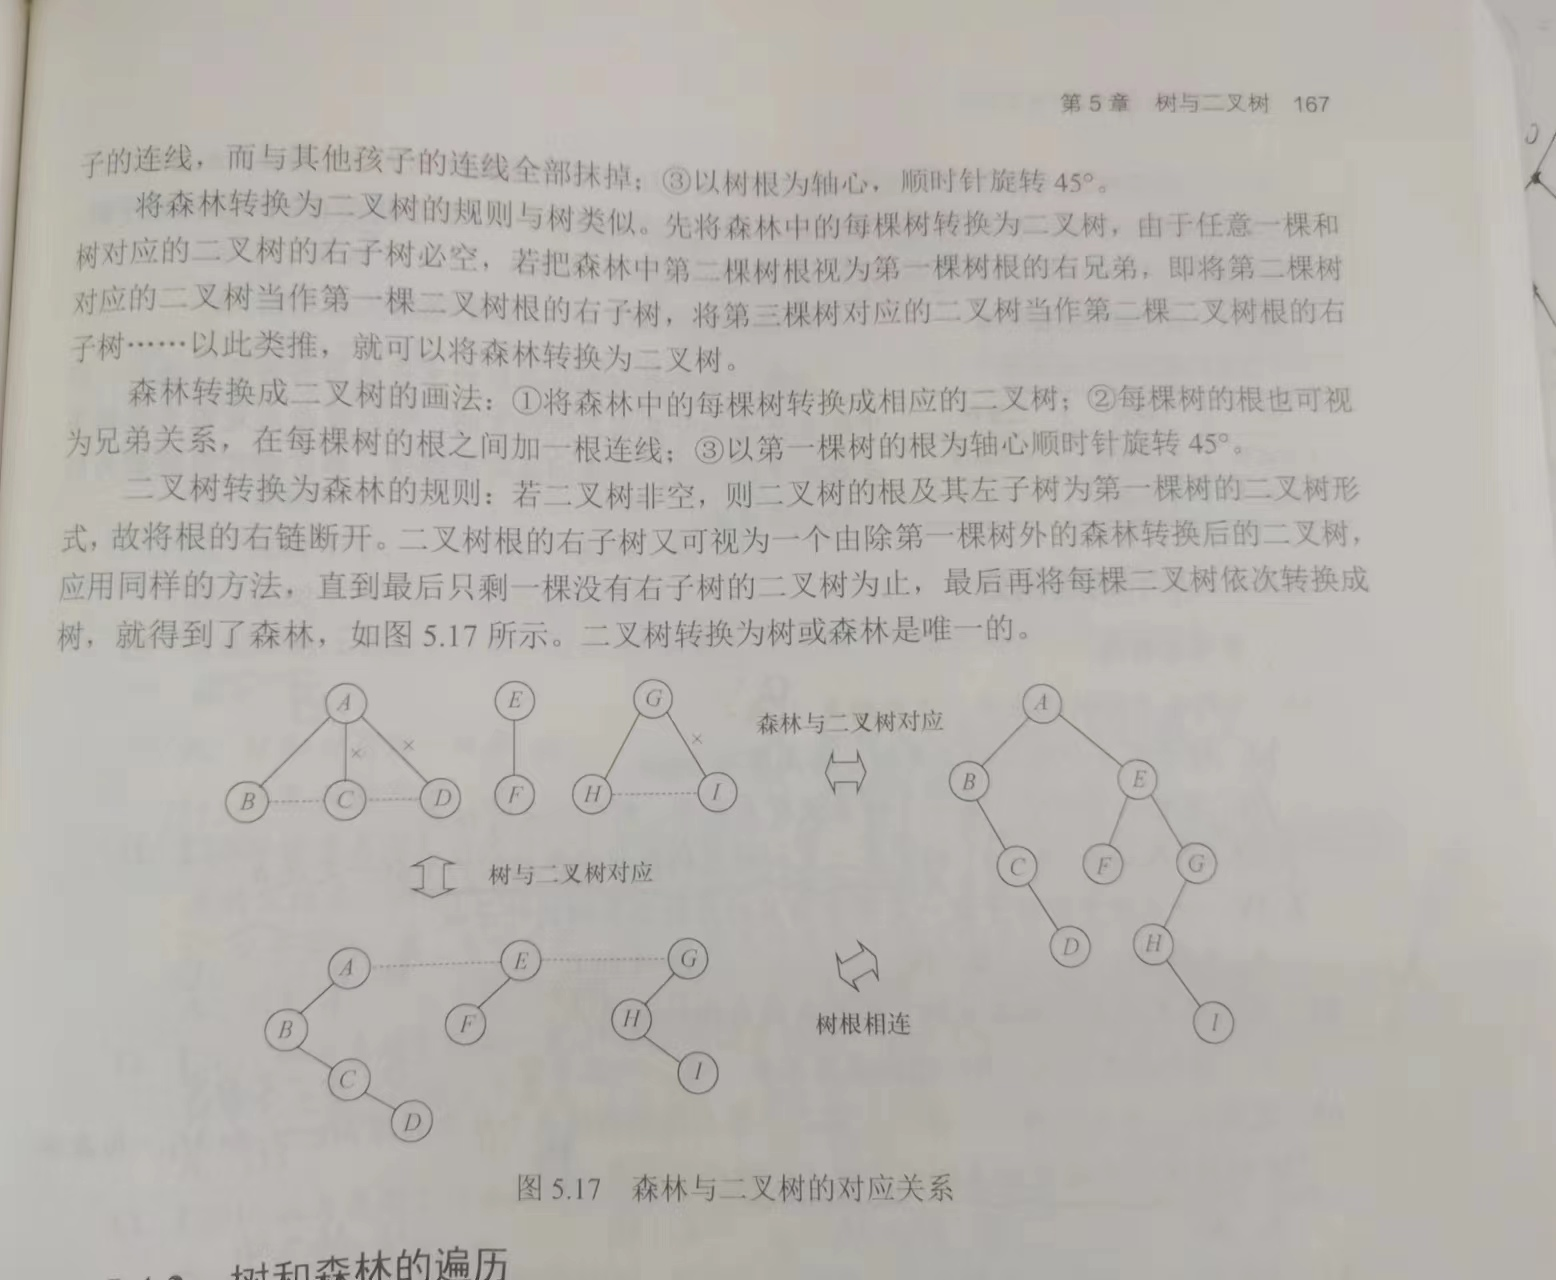 第5章 树与二叉树 167
子的连线，而与其他孩子的连线全部抹掉；③以树根为轴心，顺时针旋转45°。
将森林转换为二叉树的规则与树类似。先将森林中的每棵树转换为二叉树，由于任意一棵和
树对应的二叉树的右子树必空，若把森林中第二棵树根视为第一棵树根的右兄弟，即将第二棵树
对应的二叉树当作第一棵二叉树根的右子树，将第三棵树对应的二叉树当作第二棵二叉树根的右
子树……以此类推，就可以将森林转换为二叉树。
森林转换成二叉树的画法：①将森林中的每棵树转换成相应的二叉树；②每棵树的根也可视
为兄弟关系，在每棵树的根之间加一根连线；③以第一棵树的根为轴心顺时针旋转45°。
二叉树转换为森林的规则：若二叉树非空，则二叉树的根及其左子树为第一棵树的二叉树形
式，故将根的右链断开。二叉树根的右子树又可视为一个由除第一棵树外的森林转换后的二叉树，
应用同样的方法，直到最后只剩一棵没有右子树的二叉树为止，最后再将每棵二叉树依次转换成
树，就得到了森林，如图5.17所示。二叉树转换为树或森林是唯一的。
A E G
× × ×
B C D F H I
森林与二叉树对应
A
B E
C F G
D H
I
树与二叉树对应
A E G
B F H
C I
D
树根相连
图5.17 森林与二叉树的对应关系
树和森林的遍历